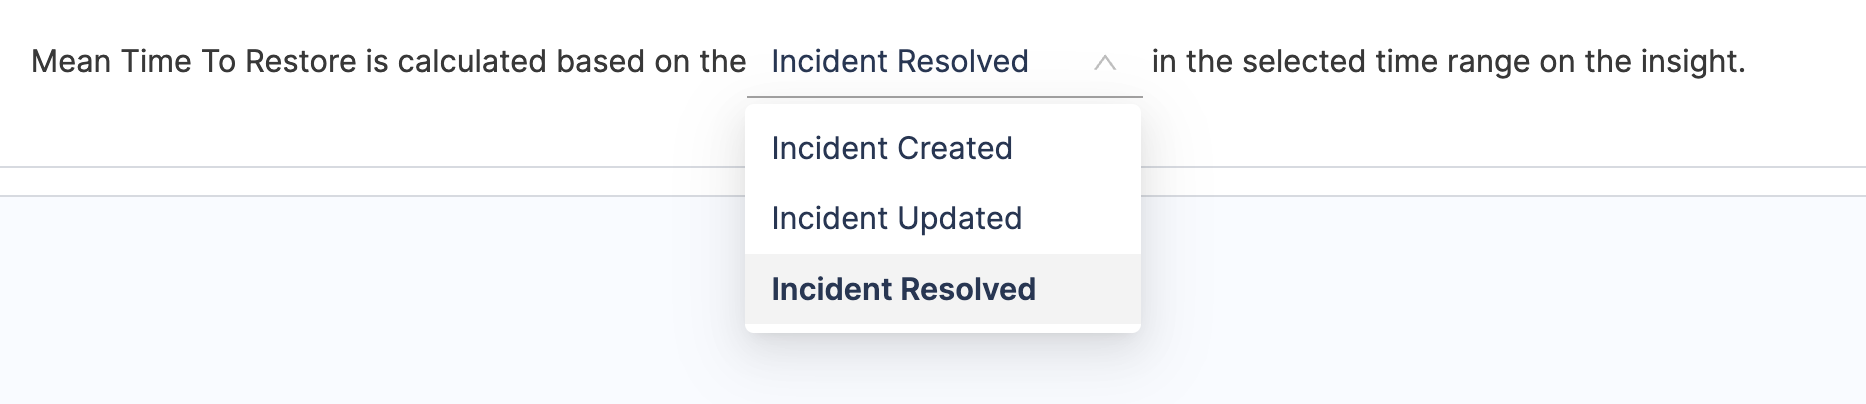 Mean Time To Restore is calculated based on the Incident Resolved in the selected time range on the insight.
Incident Created
Incident Updated
Incident Resolved